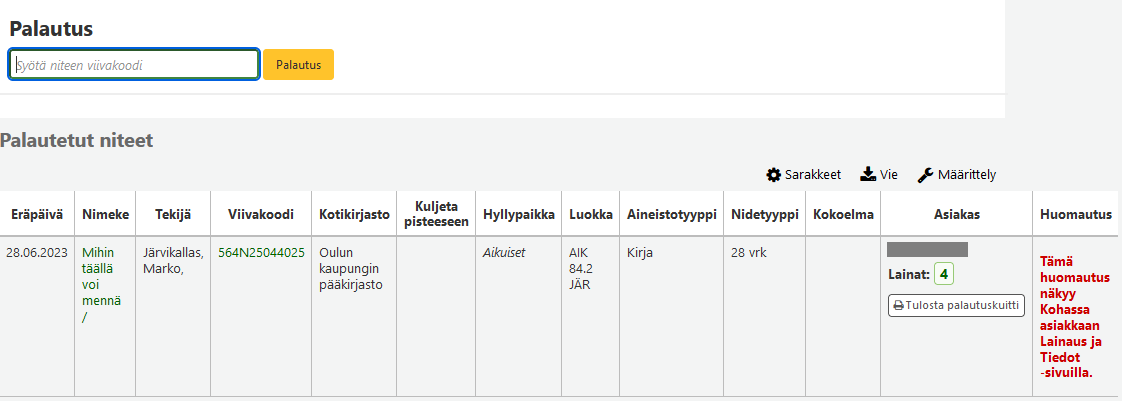 Palautus
Syötä niteen viivakoodi
Palautus
Palautetut niteet
Sarakkeet Vie Määrittely
Eräpäivä Nimeke Tekijä Viivakoodi Kotikirjasto Kuljeta pisteeseen Hyllypaikka Luokka Aineistotyyppi Nidetyyppi Kokoelma Asiakas Huomautus
28.06.2023
Mihin
täällä
voi
mennä
/
Järvikallas,
Marko,
564N25044025
Oulun
kaupungin
pääkirjasto
Aikuiset
AIK
84.2
JÄR
Kirja
28 vrk
Lainat: 4
Tulosta palautuskuitti
Tämä
huomautus
näkyy
Kohassa
asiakkaan
Lainaus ja
Tiedot
-sivuilla.